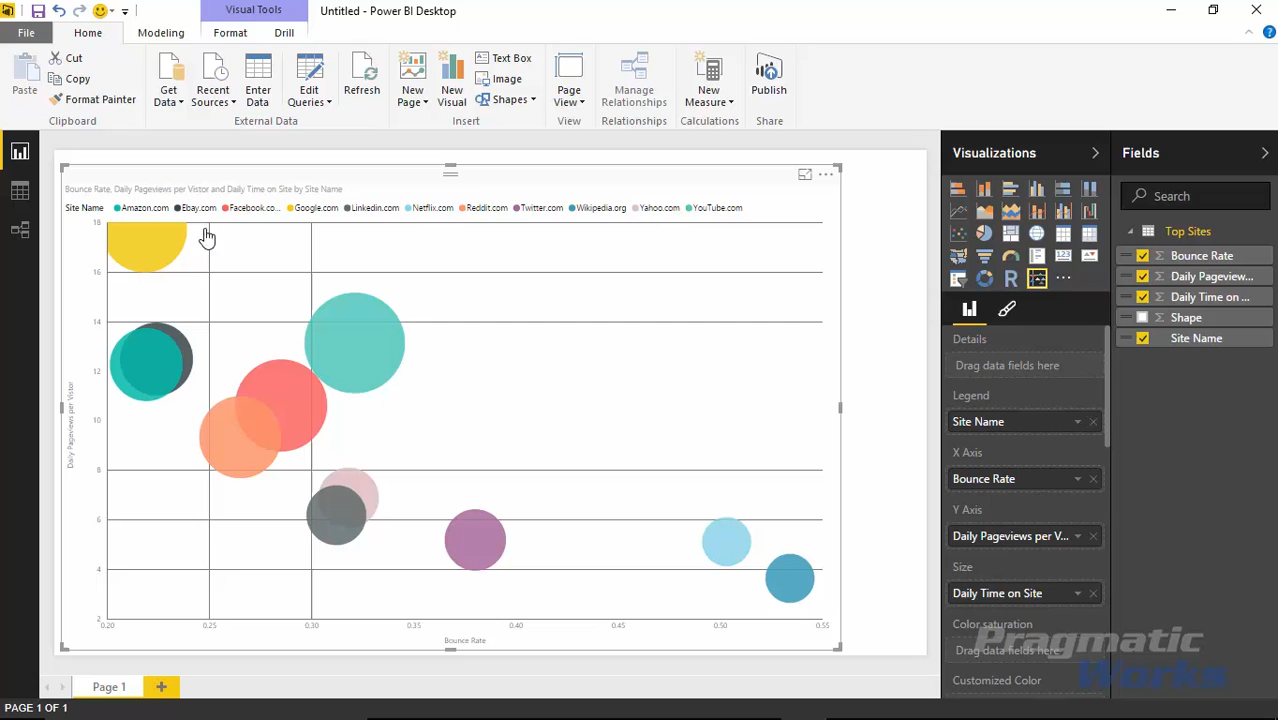 Visual Tools
Untitled - Power BI Desktop
File
Home
Modeling
Format
Drill
Paste
Cut
Copy
Format Painter
Clipboard
Get Data
Recent Sources
Enter Data
External Data
Edit Queries
Refresh
New Page
New Visual
Text Box
Image
Shapes
Insert
Page View
View
Manage Relationships
Relationships
New Measure
Calculations
Publish
Share
Bounce Rate, Daily Pageviews per Vistor and Daily Time on Site by Site Name
Site Name Amazon.com Ebay.com Google.com Linkedin.com Netflix.com Reddit.com Twitter.com Wikipedia.org Yahoo.com YouTube.com
18
16
14
12
10
8
6
4
2
Daily Pageviews per Vistor
0.20 0.25 0.30 0.35 0.40 0.45 0.50 0.55
Bounce Rate
Visualizations
R
Details
Drag data fields here
Legend
Site Name
X Axis
Bounce Rate
Y Axis
Daily Pageviews per V...
Size
Daily Time on Site
Color saturation
Drag data fields here
Customized Color
Fields
Search
Top Sites
Bounce Rate
Daily Pageview...
Daily Time on ...
Shape
Site Name
Pragmatic
Works
Page 1
PAGE 1 OF 1